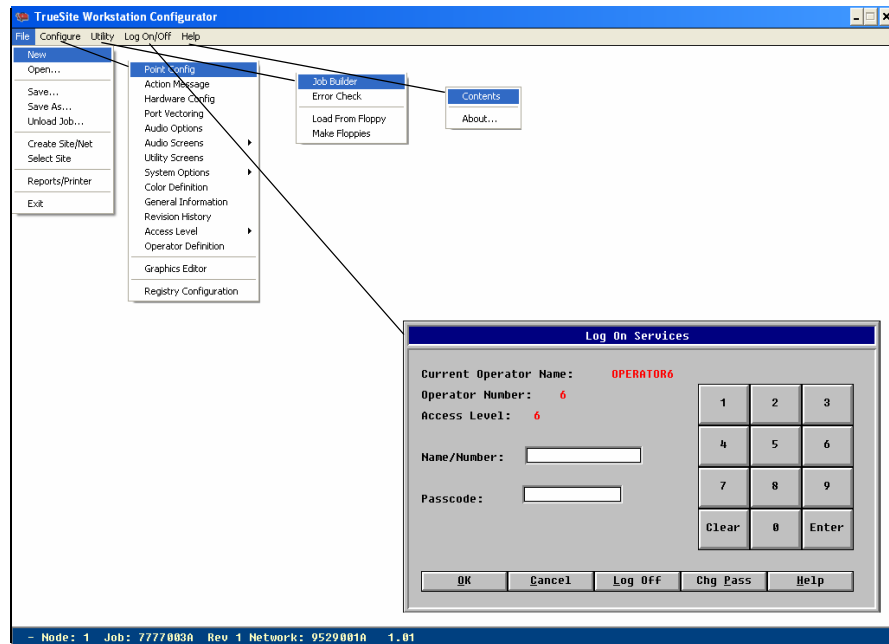 TrueSite Workstation Configurator
File Configure Utility Log On/Off Help
New
Open...
Save...
Save As...
Unload Job...
Create Site/Net
Select Site
Reports/Printer
Exit
Point Config
Action Message
Hardware Config
Port Vectoring
Audio Options
Audio Screens
Utility Screens
System Options
Color Definition
General Information
Revision History
Access Level
Operator Definition
Graphics Editor
Registry Configuration
Job Builder
Error Check
Load From Floppy
Make Floppies
Contents
About...
Log On Services
Current Operator Name: OPERATOR6
Operator Number: 6
Access Level: 6
Name/Number:
Passcode:
1 2 3
4 5 6
7 8 9
Clear 0 Enter
OK Cancel Log Off Chg Pass Help
- Node: 1 Job: 7777003A Rev 1 Network: 9529001A 1.01